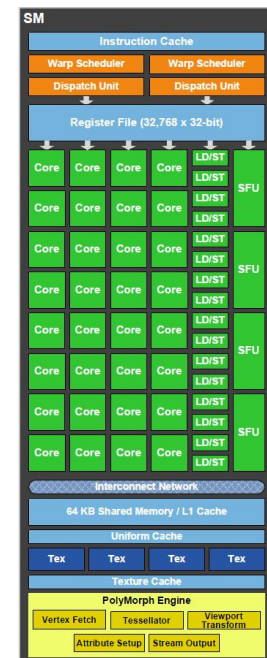 SM
Instruction Cache
Warp Scheduler Warp Scheduler
Dispatch Unit Dispatch Unit
Register File (32,768 x 32-bit)
LD/ST
Core Core Core Core
LD/ST
SFU
LD/ST
Core Core Core Core
LD/ST
LD/ST
Core Core Core Core
LD/ST
SFU
LD/ST
Core Core Core Core
LD/ST
LD/ST
Core Core Core Core
LD/ST
SFU
LD/ST
Core Core Core Core
LD/ST
LD/ST
Core Core Core Core
LD/ST
SFU
LD/ST
Core Core Core Core
LD/ST
Interconnect Network
64 KB Shared Memory / L1 Cache
Uniform Cache
Tex Tex Tex Tex
Texture Cache
PolyMorph Engine
Vertex Fetch Tessellator Viewport
Transform
Attribute Setup Stream Output